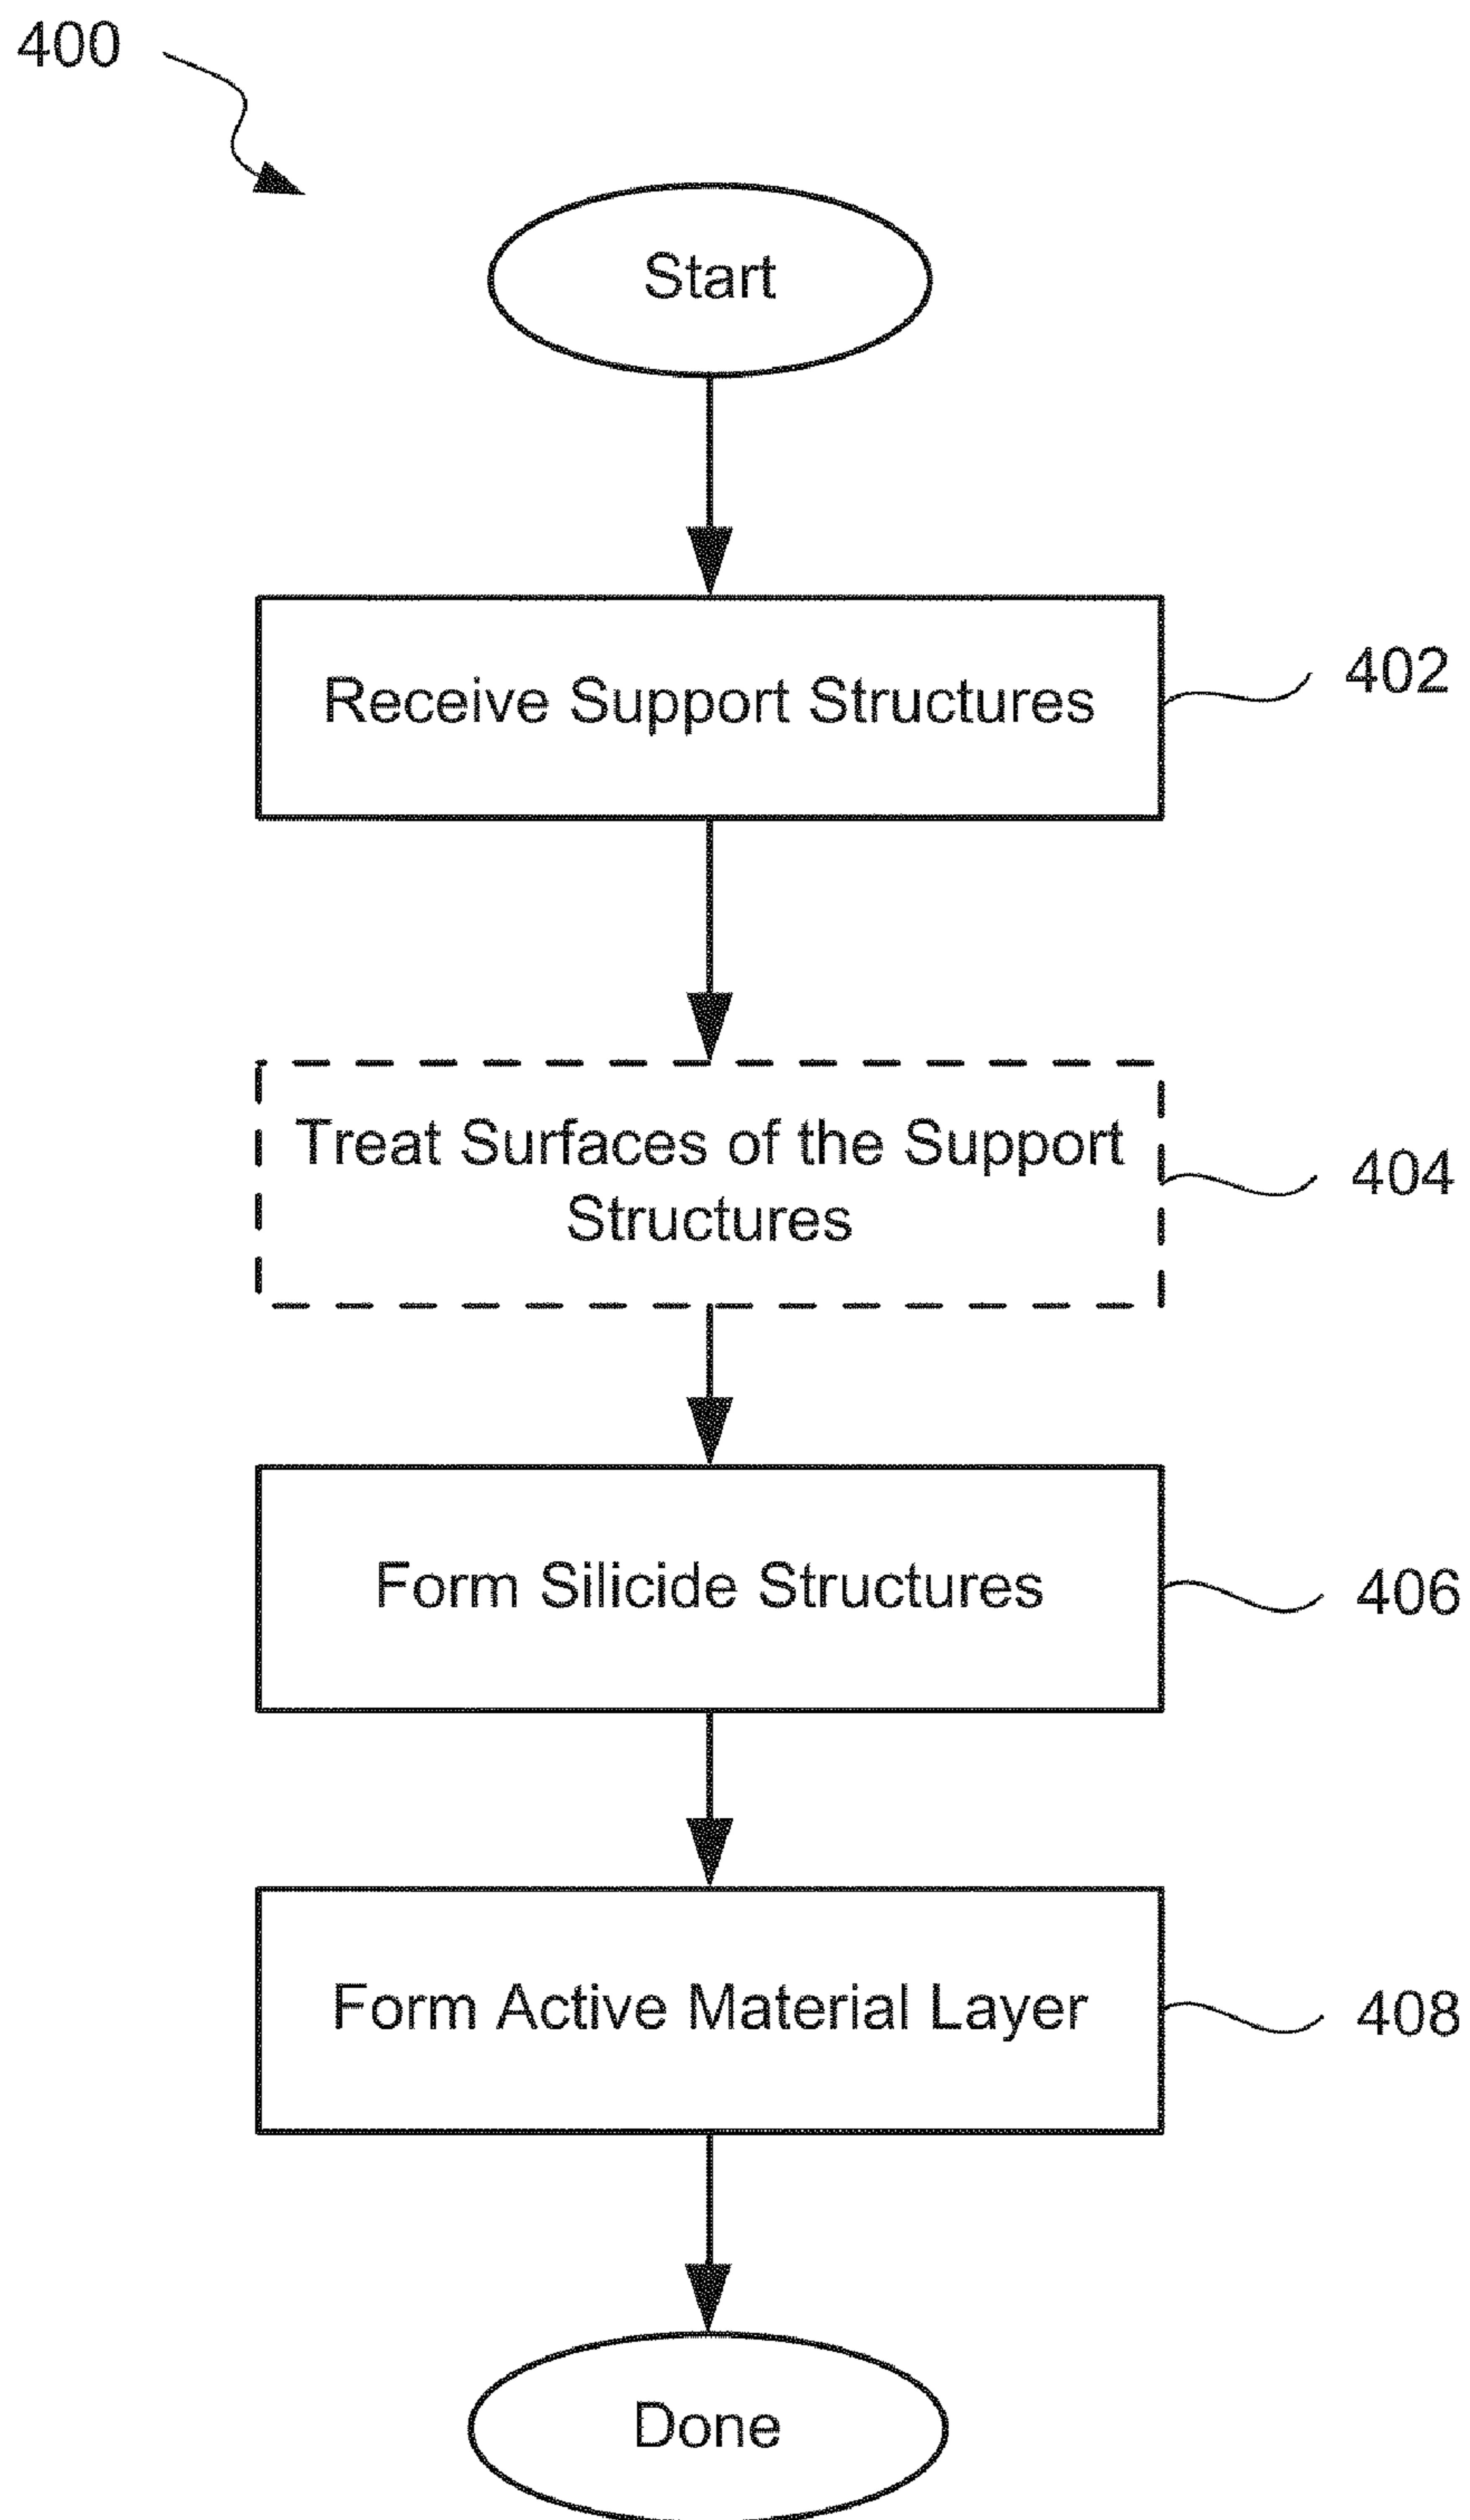 400
Start
Receive Support Structures
402
Treat Surfaces of the Support
Structures
404
Form Silicide Structures
406
Form Active Material Layer
408
Done